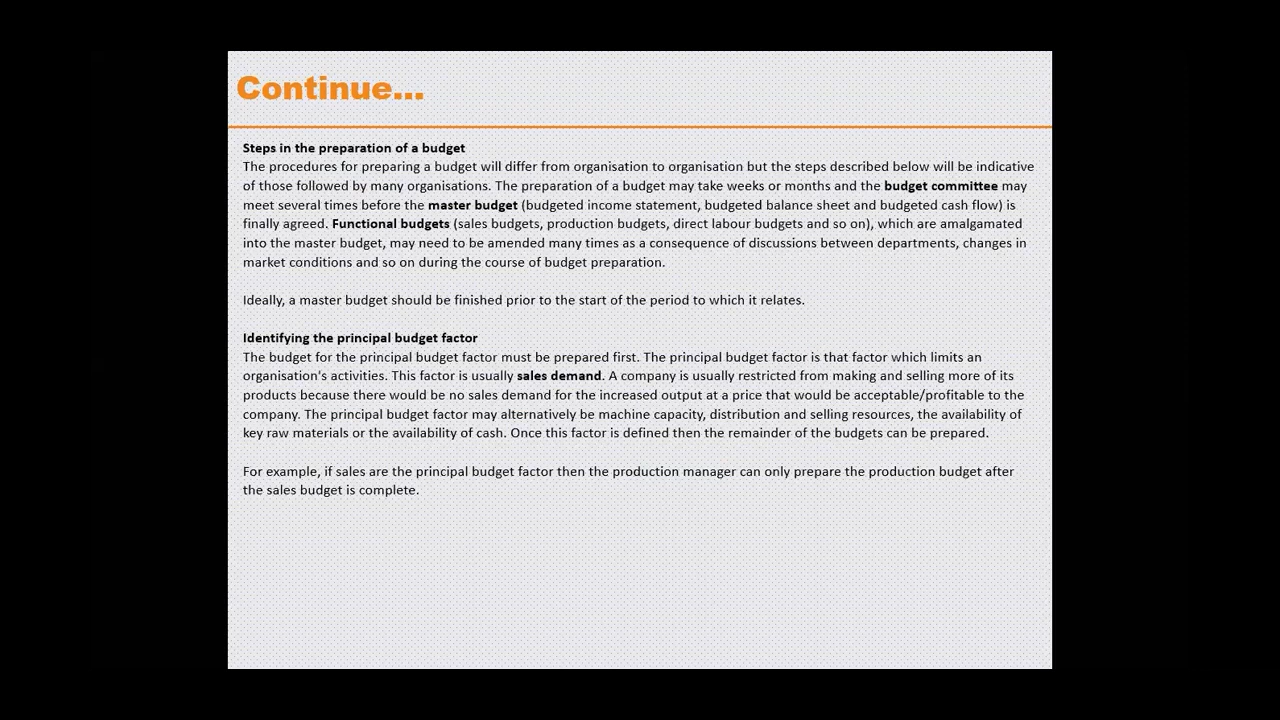 Continue...
Steps in the preparation of a budget
The procedures for preparing a budget will differ from organisation to organisation but the steps described below will be indicative
of those followed by many organisations. The preparation of a budget may take weeks or months and the budget committee may
meet several times before the master budget (budgeted income statement, budgeted balance sheet and budgeted cash flow) is
finally agreed. Functional budgets (sales budgets, production budgets, direct labour budgets and so on), which are amalgamated
into the master budget, may need to be amended many times as a consequence of discussions between departments, changes in
market conditions and so on during the course of budget preparation.
Ideally, a master budget should be finished prior to the start of the period to which it relates.
Identifying the principal budget factor
The budget for the principal budget factor must be prepared first. The principal budget factor is that factor which limits an
organisation's activities. This factor is usually sales demand. A company is usually restricted from making and selling more of its
products because there would be no sales demand for the increased output at a price that would be acceptable/profitable to the
company. The principal budget factor may alternatively be machine capacity, distribution and selling resources, the availability of
key raw materials or the availability of cash. Once this factor is defined then the remainder of the budgets can be prepared.
For example, if sales are the principal budget factor then the production manager can only prepare the production budget after
the sales budget is complete.